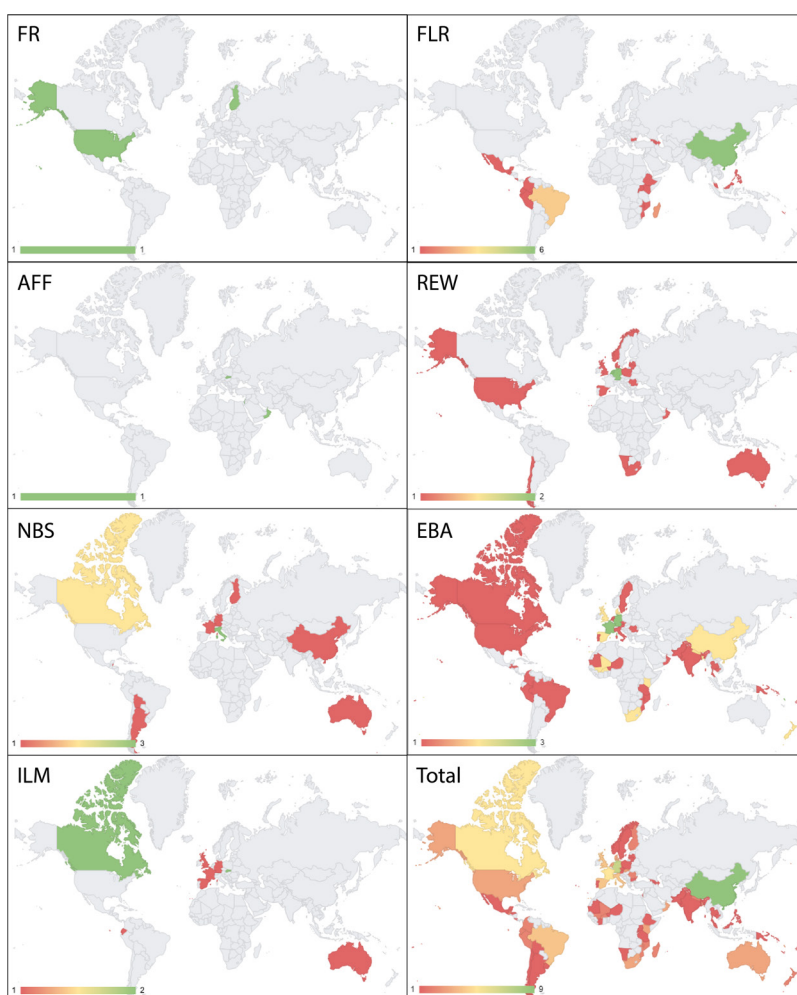 FR
1 1
FLR
1 6
AFF
1 1
REW
1 2
NBS
1 3
EBA
1 3
ILM
1 2
Total
1 9